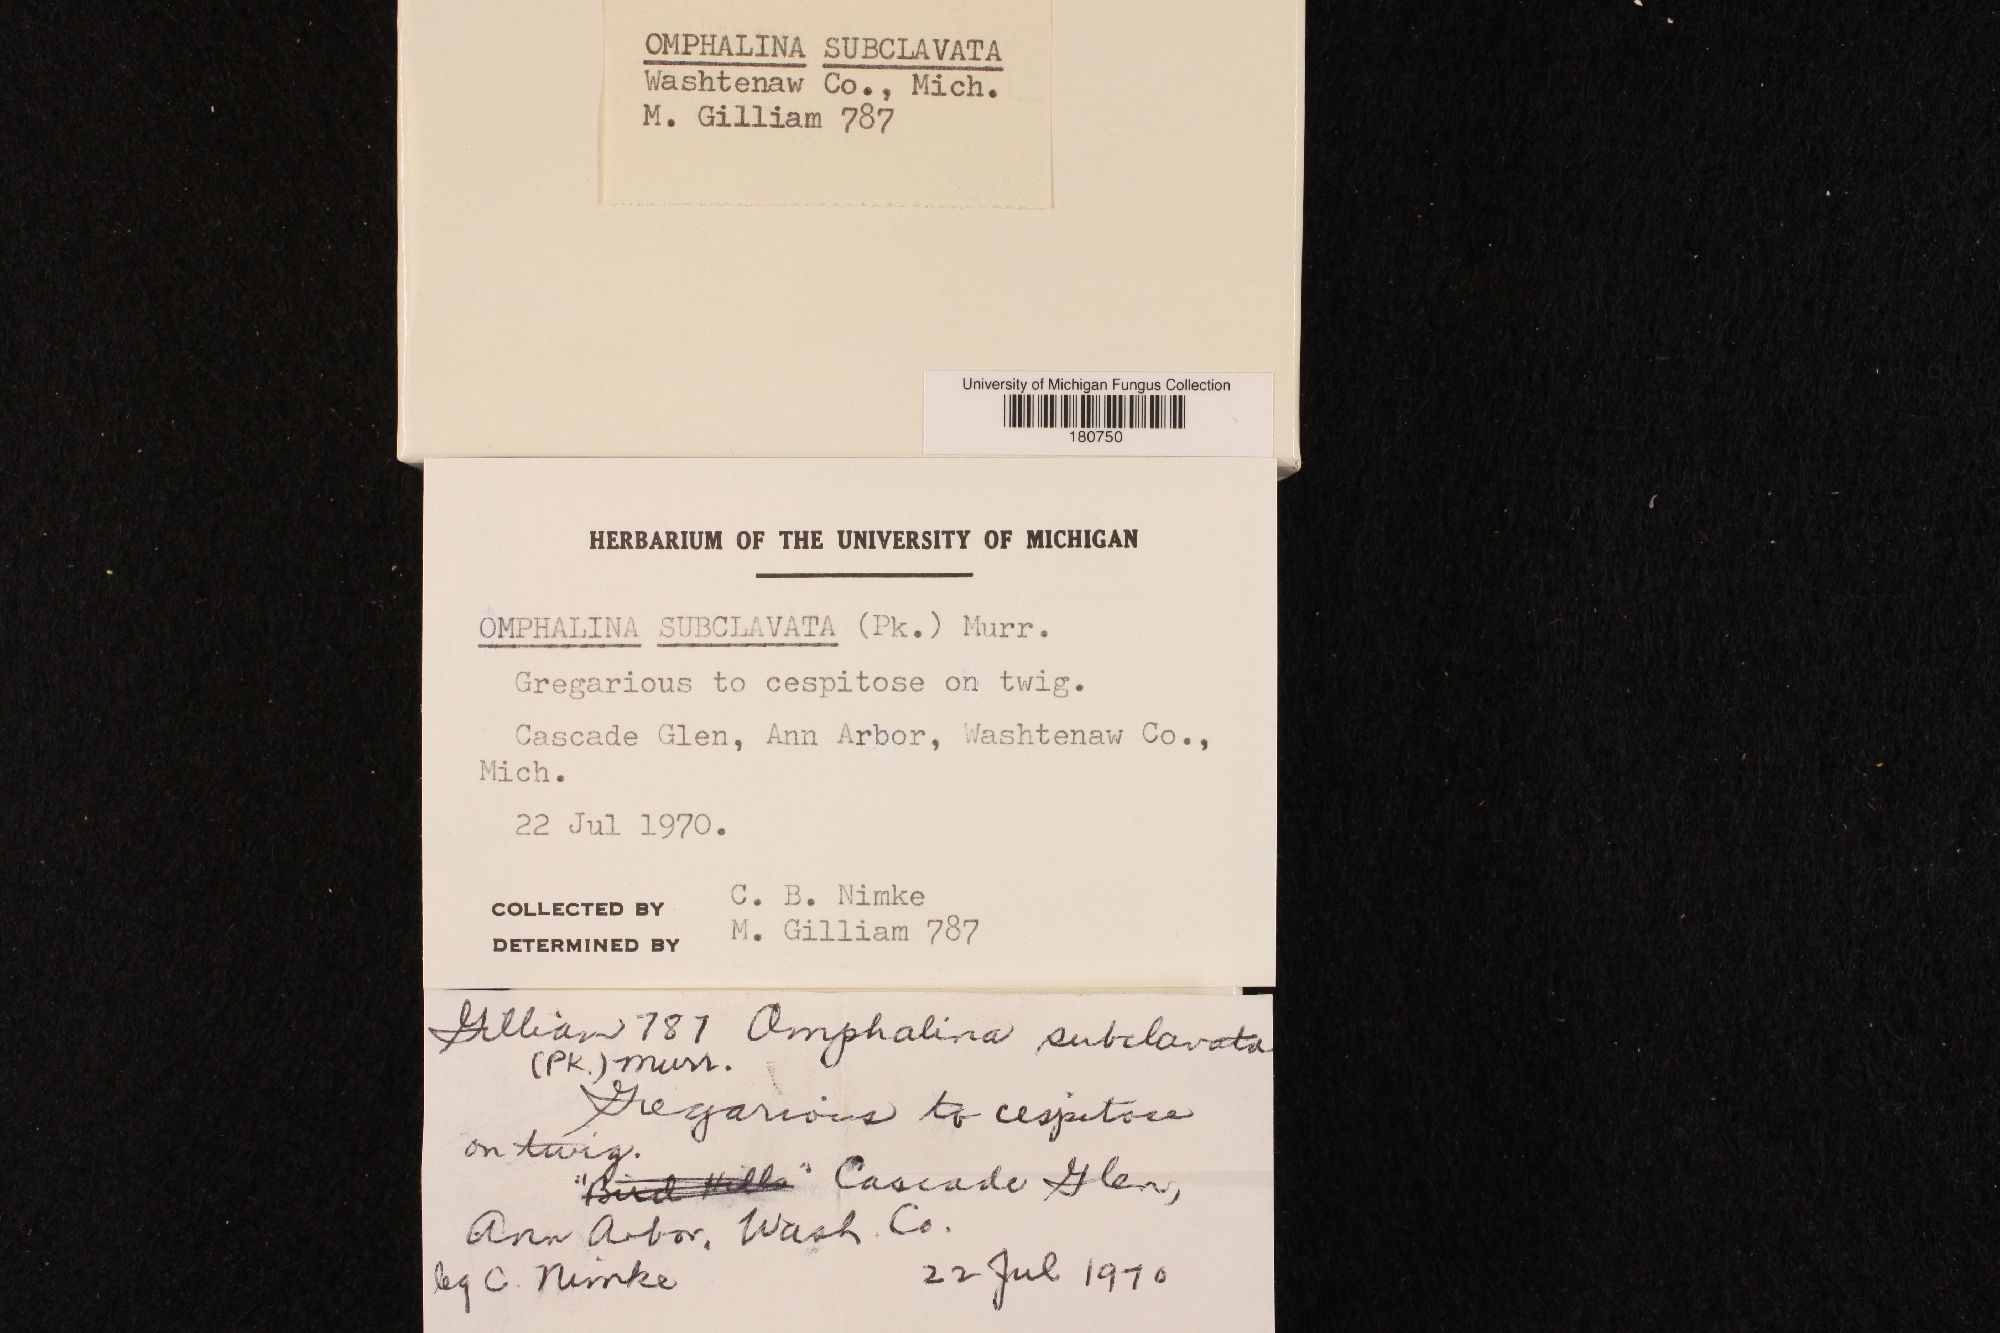 OMPHALINA SUBCLAVATA
Washtenaw Co., Mich.
M. Gilliam 787
University of Michigan Fungus Collection
180750
HERBARIUM OF THE UNIVERSITY OF MICHIGAN
OMPHALINA SUBCLAVATA (Pk.) Murr.
Gregarious to cespitose on twig.
Cascade Glen, Ann Arbor, Washtenaw Co.,
Mich.
22 Jul 1970.
COLLECTED BY C. B. Nimke
DETERMINED BY M. Gilliam 787
Gilliam 787 Omphalina subclavata
(Pk.) Murr.
Gregarious to cespitose
on twig.
"Bird Hills" Cascade Glen,
Ann Arbor, Wash. Co.
leg C. Nimke 22 Jul 1970